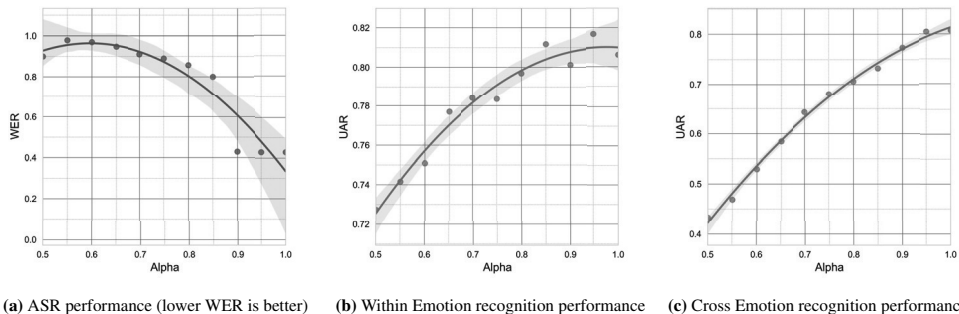 WER
1.0
0.8
0.6
0.4
0.2
0.0
0.5 0.6 0.7 0.8 0.9 1.0
Alpha
UAR
0.82
0.80
0.78
0.76
0.74
0.72
0.5 0.6 0.7 0.8 0.9 1.0
Alpha
UAR
0.8
0.7
0.6
0.5
0.4
0.5 0.6 0.7 0.8 0.9 1.0
Alpha
(a) ASR performance (lower WER is better)
(b) Within Emotion recognition performance
(c) Cross Emotion recognition performanc